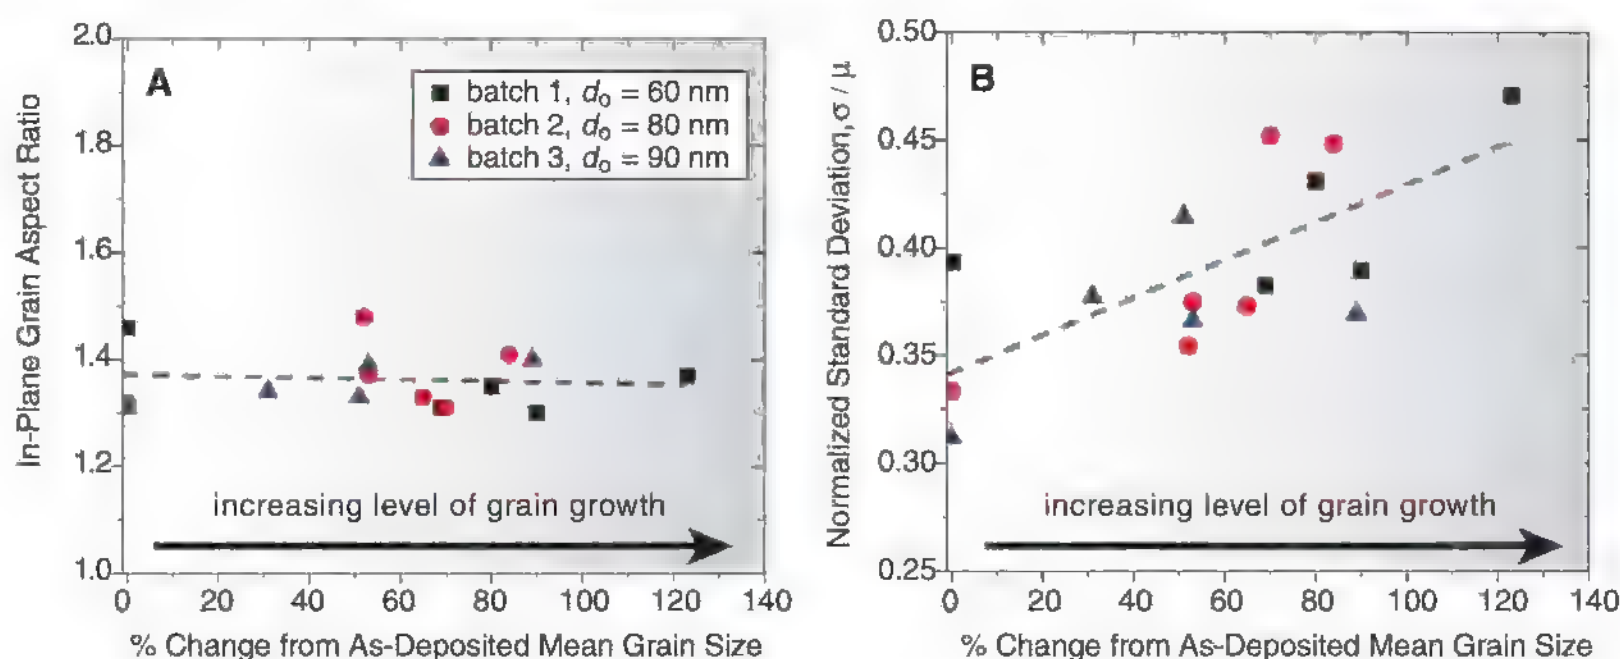 2.0
1.8
1.6
1.4
1.2
1.0
In-Plane Grain Aspect Ratio
A
batch 1, dₒ = 60 nm
batch 2, dₒ = 80 nm
batch 3, dₒ = 90 nm
increasing level of grain growth
0 20 40 60 80 100 120 140
% Change from As-Deposited Mean Grain Size
0.50
0.45
0.40
0.35
0.30
0.25
Normalized Standard Deviation, σ / μ
B
increasing level of grain growth
0 20 40 60 80 100 120 140
% Change from As-Deposited Mean Grain Size